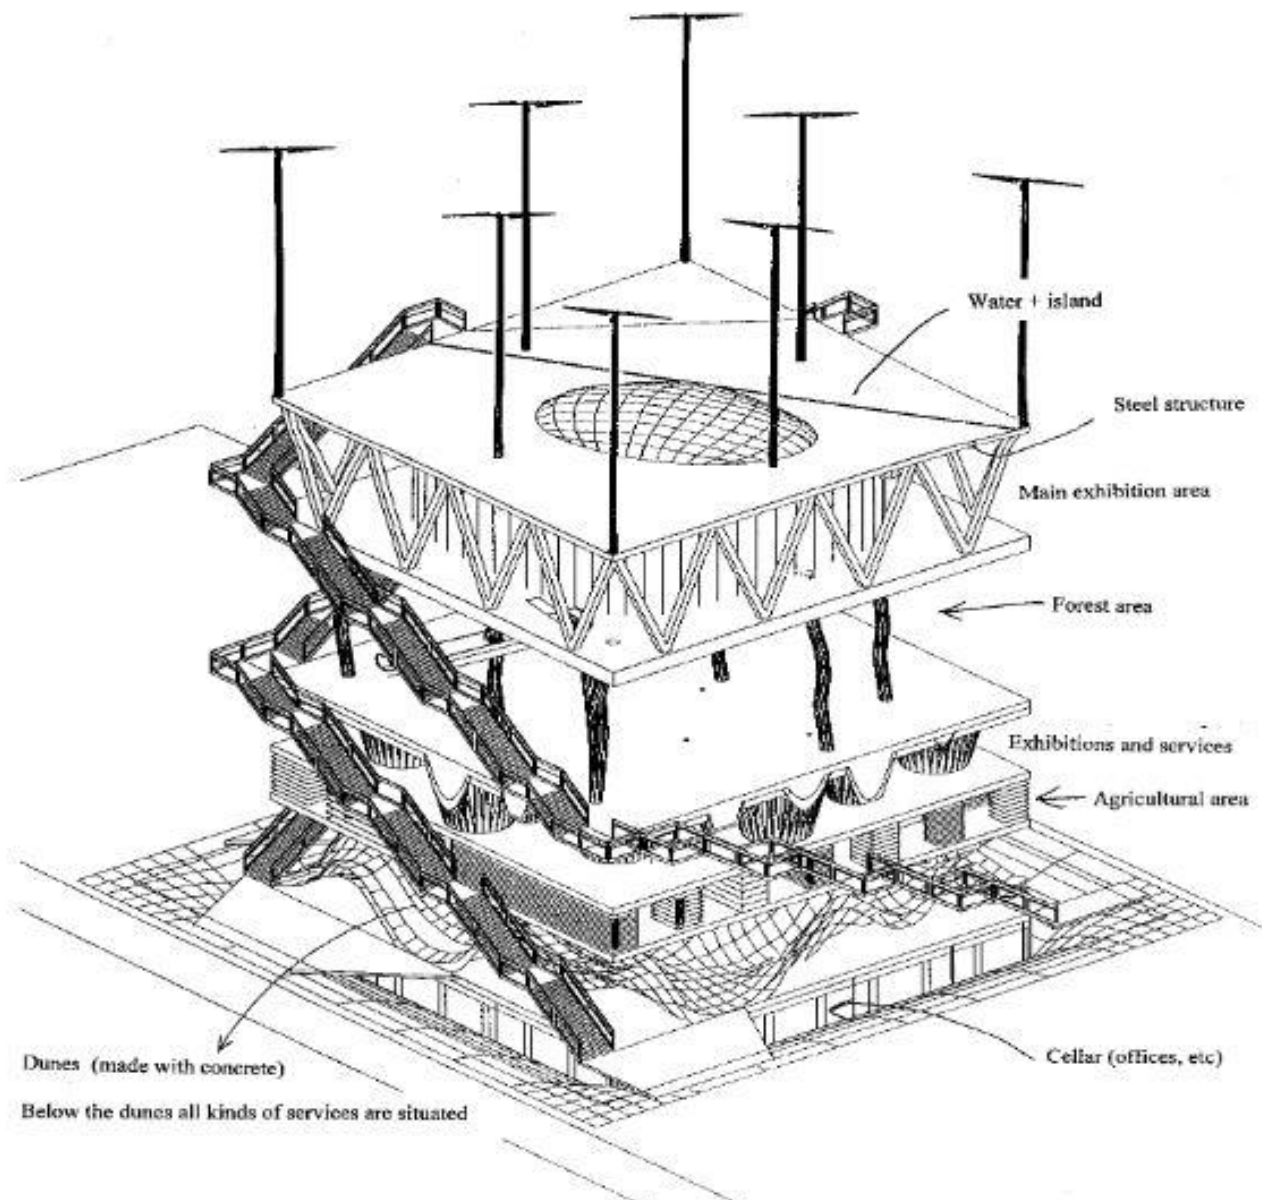 Water + island
Steel structure
Main exhibition area
Forest area
Exhibitions and services
Agricultural area
Dunes (made with concrete)
Cellar (offices, etc)
Below the dunes all kinds of services are situated